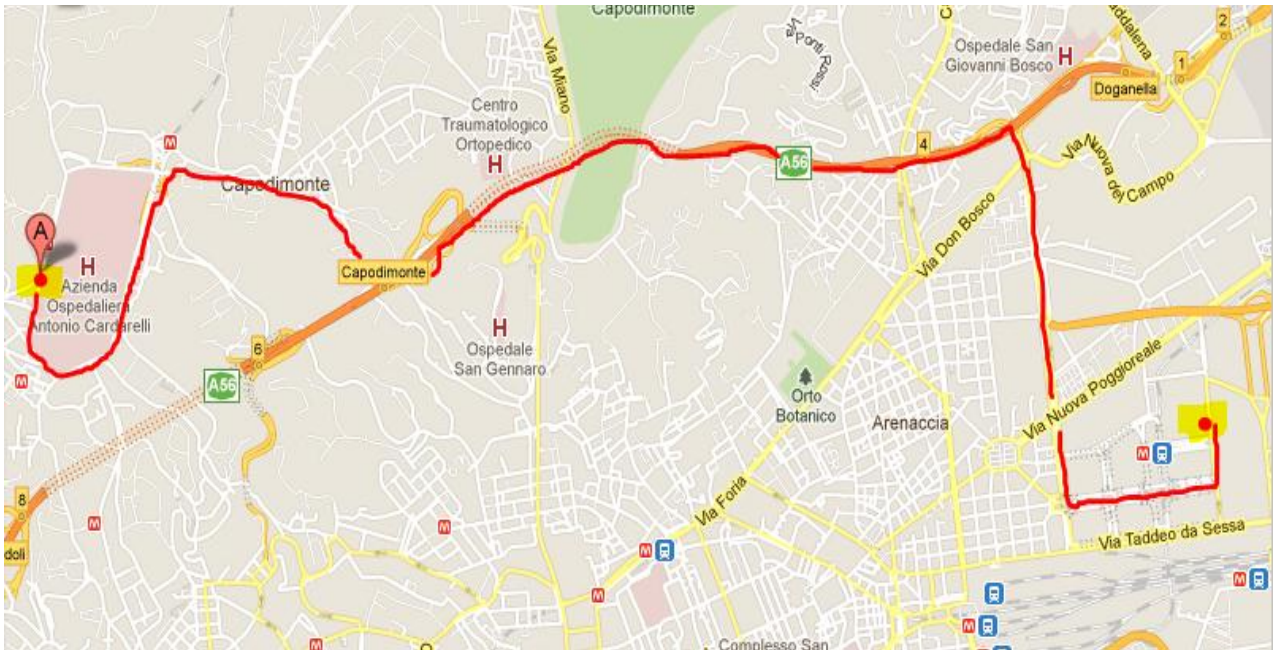 Capodimonte
Via Miano
Via Ponti Rossi
Ospedale San
Giovanni Bosco
H
2
1
Doganella
Centro
Traumatologico
Ortopedico
H
4
A56
M
Capodimonte
Via Nuova del Campo
A
H
Azienda
Ospedaliera
Antonio Cardarelli
Capodimonte
Via Don Bosco
H
Ospedale
San Gennaro
6
A56
M
Orto
Botanico
Arenaccia
Via Nuova Poggioreale
M
8
doli
M
M
Via Foria
M
Via Taddeo da Sessa
M
M
M
M
Complesso San